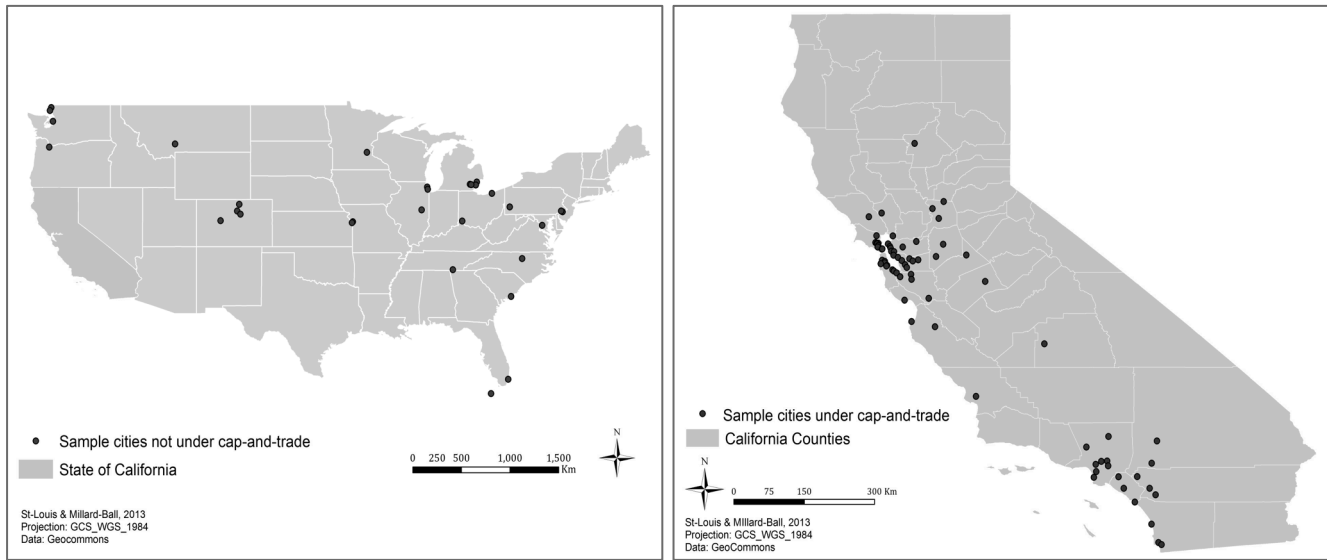 Sample cities not under cap-and-trade
State of California
0 250 500 1,000 1,500
Km
N
St-Louis & Millard-Ball, 2013
Projection: GCS_WGS_1984
Data: Geocommons
Sample cities under cap-and-trade
California Counties
N
0 75 150 300 Km
St-Louis & MIllard-Ball, 2013
Projection: GCS_WGS_1984
Data: GeoCommons